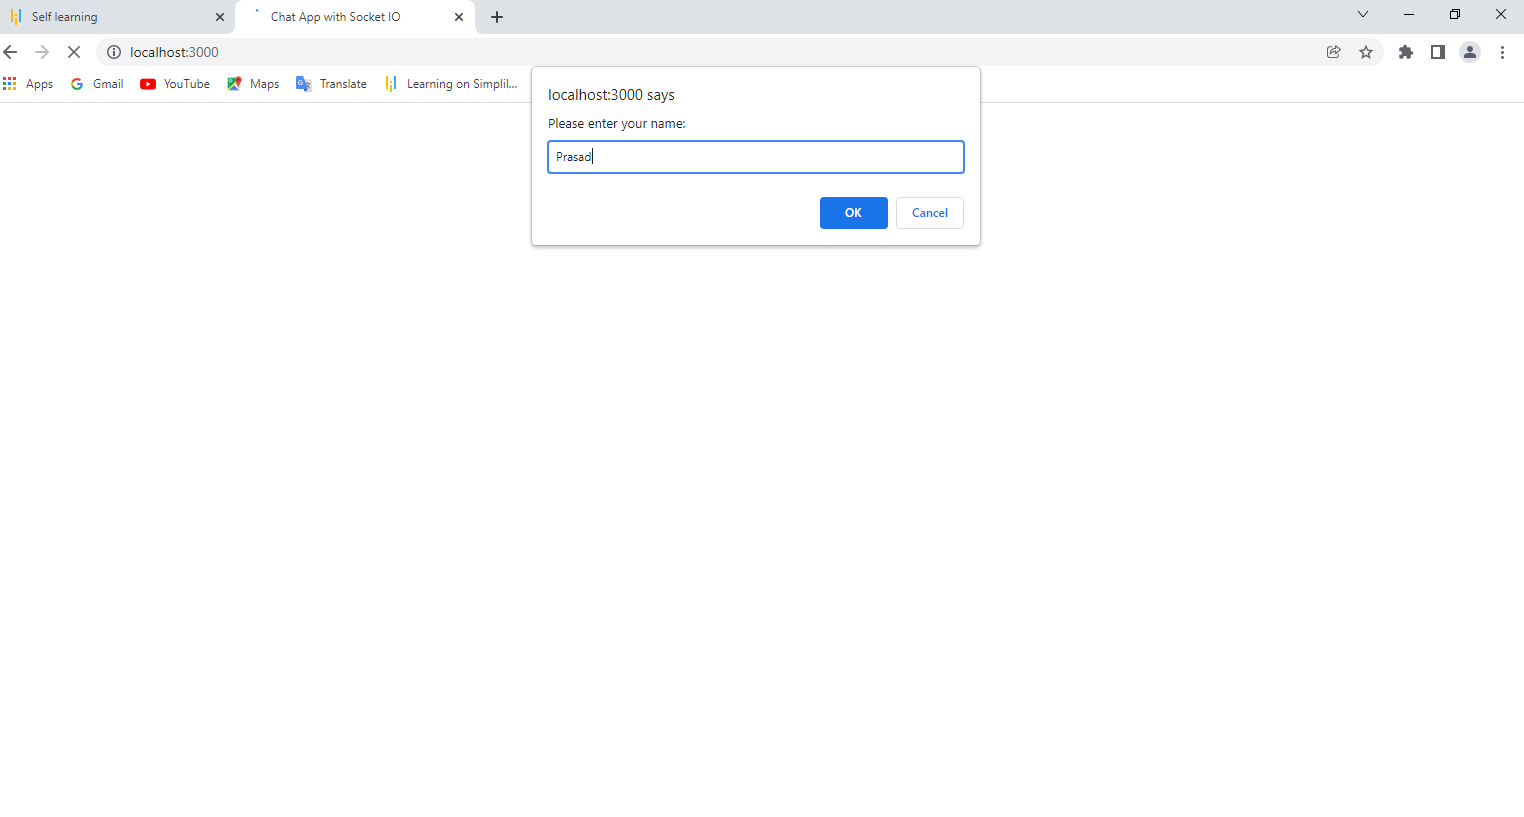 Self learning
Chat App with Socket IO
localhost:3000
Apps
Gmail
YouTube
Maps
Translate
Learning on Simplil...
localhost:3000 says
Please enter your name:
Prasad
OK
Cancel